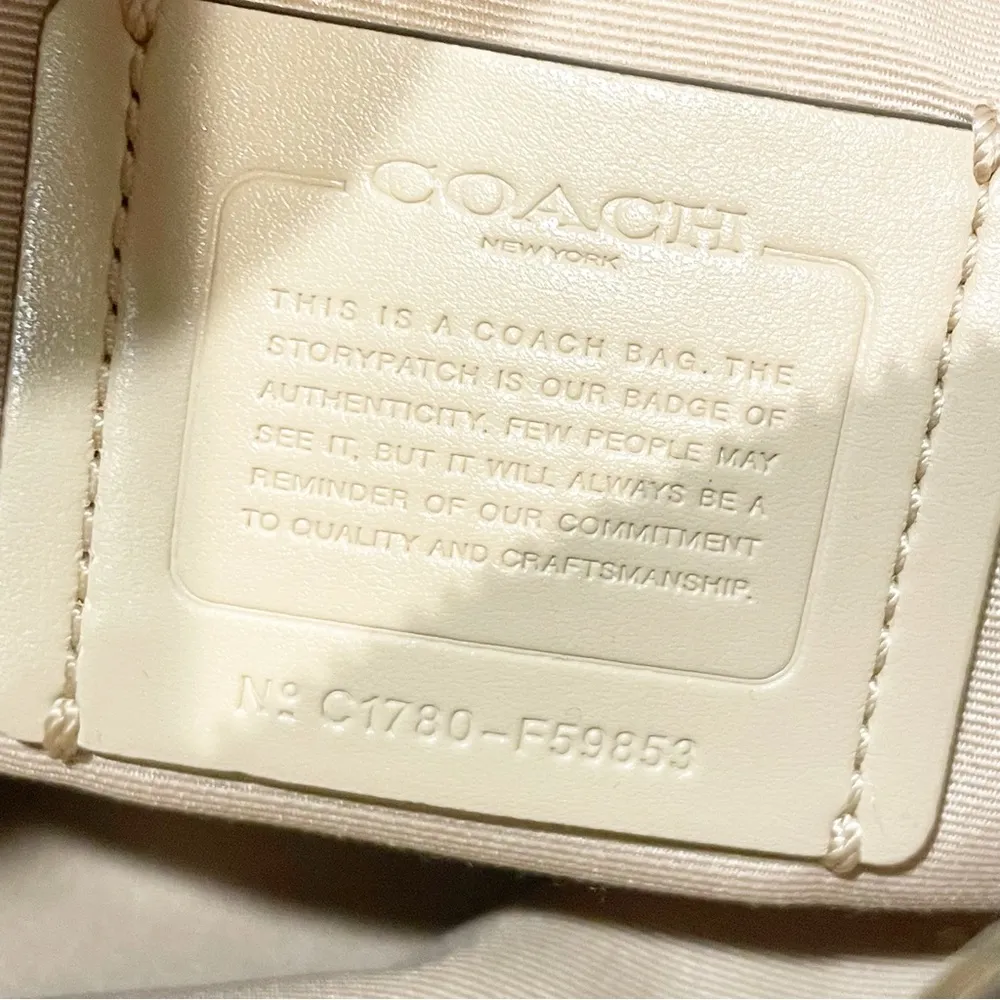 COACH
NEW YORK
THIS IS A COACH BAG. THE
STORYPATCH IS OUR BADGE OF
AUTHENTICITY. FEW PEOPLE MAY
SEE IT, BUT IT WILL ALWAYS BE A
REMINDER OF OUR COMMITMENT
TO QUALITY AND CRAFTSMANSHIP.
Nº C1780-F59853